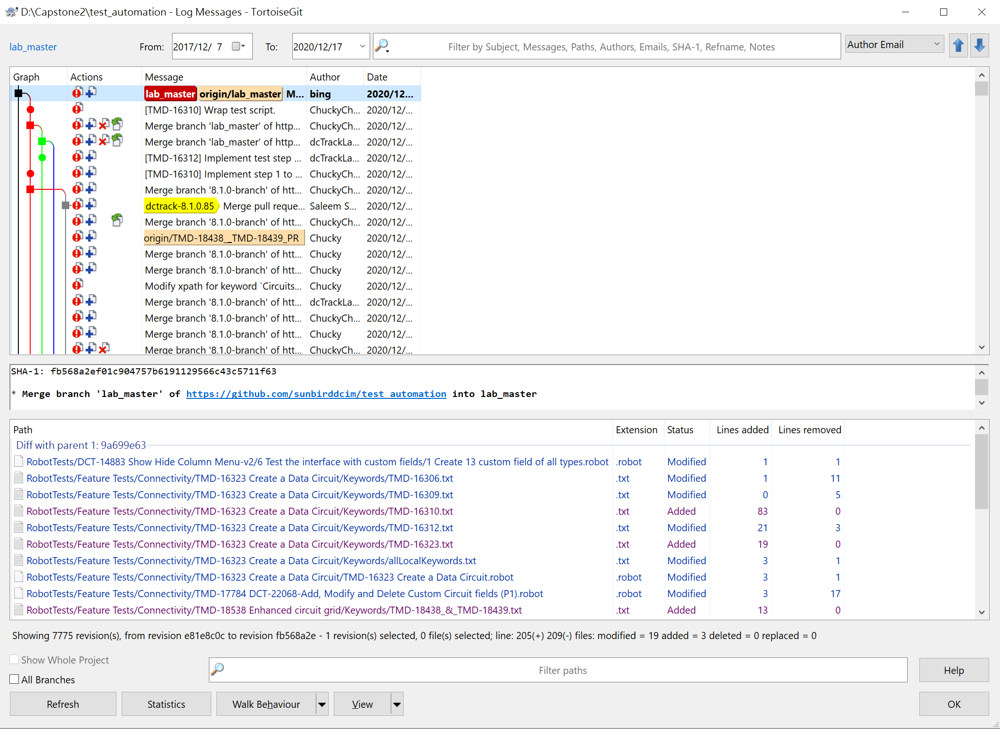 D:\Capstone2\test_automation - Log Messages - TortoiseGit
lab_master From: 2017/12/ 7 To: 2020/12/17 Filter by Subject, Messages, Paths, Authors, Emails, SHA-1, Refname, Notes Author Email
Graph Actions Message Author Date
lab_master origin/lab_master M... bing 2020/12...
[TMD-16310] Wrap test script. ChuckyCh... 2020/12/...
Merge branch 'lab_master' of http... ChuckyCh... 2020/12/...
Merge branch 'lab_master' of http... dcTrackLa... 2020/12/...
[TMD-16312] Implement test step ... dcTrackLa... 2020/12/...
[TMD-16310] Implement step 1 to ... ChuckyCh... 2020/12/...
Merge branch '8.1.0-branch' of htt... ChuckyCh... 2020/12/...
dctrack-8.1.0.85 Merge pull reque... Saleem S... 2020/12/...
Merge branch '8.1.0-branch' of htt... ChuckyCh... 2020/12/...
origin/TMD-18438_&_TMD-18439_PR Chucky 2020/12/...
Merge branch '8.1.0-branch' of htt... Chucky 2020/12/...
Merge branch '8.1.0-branch' of htt... Chucky 2020/12/...
Modify xpath for keyword `Circuits... Chucky 2020/12/...
Merge branch '8.1.0-branch' of htt... dcTrackLa... 2020/12/...
Merge branch '8.1.0-branch' of htt... ChuckyCh... 2020/12/...
Merge branch '8.1.0-branch' of htt... Chucky 2020/12/...
Merge branch '8.1.0-branch' of htt... ChuckyCh... 2020/12/...
SHA-1: fb568a2ef01c904757b6191129566c43c5711f63
* Merge branch 'lab_master' of https://github.com/sunbirddcim/test_automation into lab_master
Path Extension Status Lines added Lines removed
Diff with parent 1: 9a699e63
RobotTests/DCT-14883 Show Hide Column Menu-v2/6 Test the interface with custom fields/1 Create 13 custom field of all types.robot .robot Modified 1 1
RobotTests/Feature Tests/Connectivity/TMD-16323 Create a Data Circuit/Keywords/TMD-16306.txt .txt Modified 1 11
RobotTests/Feature Tests/Connectivity/TMD-16323 Create a Data Circuit/Keywords/TMD-16309.txt .txt Modified 0 5
RobotTests/Feature Tests/Connectivity/TMD-16323 Create a Data Circuit/Keywords/TMD-16310.txt .txt Added 83 0
RobotTests/Feature Tests/Connectivity/TMD-16323 Create a Data Circuit/Keywords/TMD-16312.txt .txt Modified 21 3
RobotTests/Feature Tests/Connectivity/TMD-16323 Create a Data Circuit/Keywords/TMD-16323.txt .txt Added 19 0
RobotTests/Feature Tests/Connectivity/TMD-16323 Create a Data Circuit/Keywords/allLocalKeywords.txt .txt Modified 3 1
RobotTests/Feature Tests/Connectivity/TMD-16323 Create a Data Circuit/TMD-16323 Create a Data Circuit.robot .robot Modified 3 1
RobotTests/Feature Tests/Connectivity/TMD-17784 DCT-22068-Add, Modify and Delete Custom Circuit fields (P1).robot .robot Modified 3 17
RobotTests/Feature Tests/Connectivity/TMD-18538 Enhanced circuit grid/Keywords/TMD-18438_&_TMD-18439.txt .txt Added 13 0
Showing 7775 revision(s), from revision e81e8c0c to revision fb568a2e - 1 revision(s) selected, 0 file(s) selected; line: 205(+) 209(-) files: modified = 19 added = 3 deleted = 0 replaced = 0
Show Whole Project
Filter paths Help
All Branches
Refresh Statistics Walk Behaviour View OK